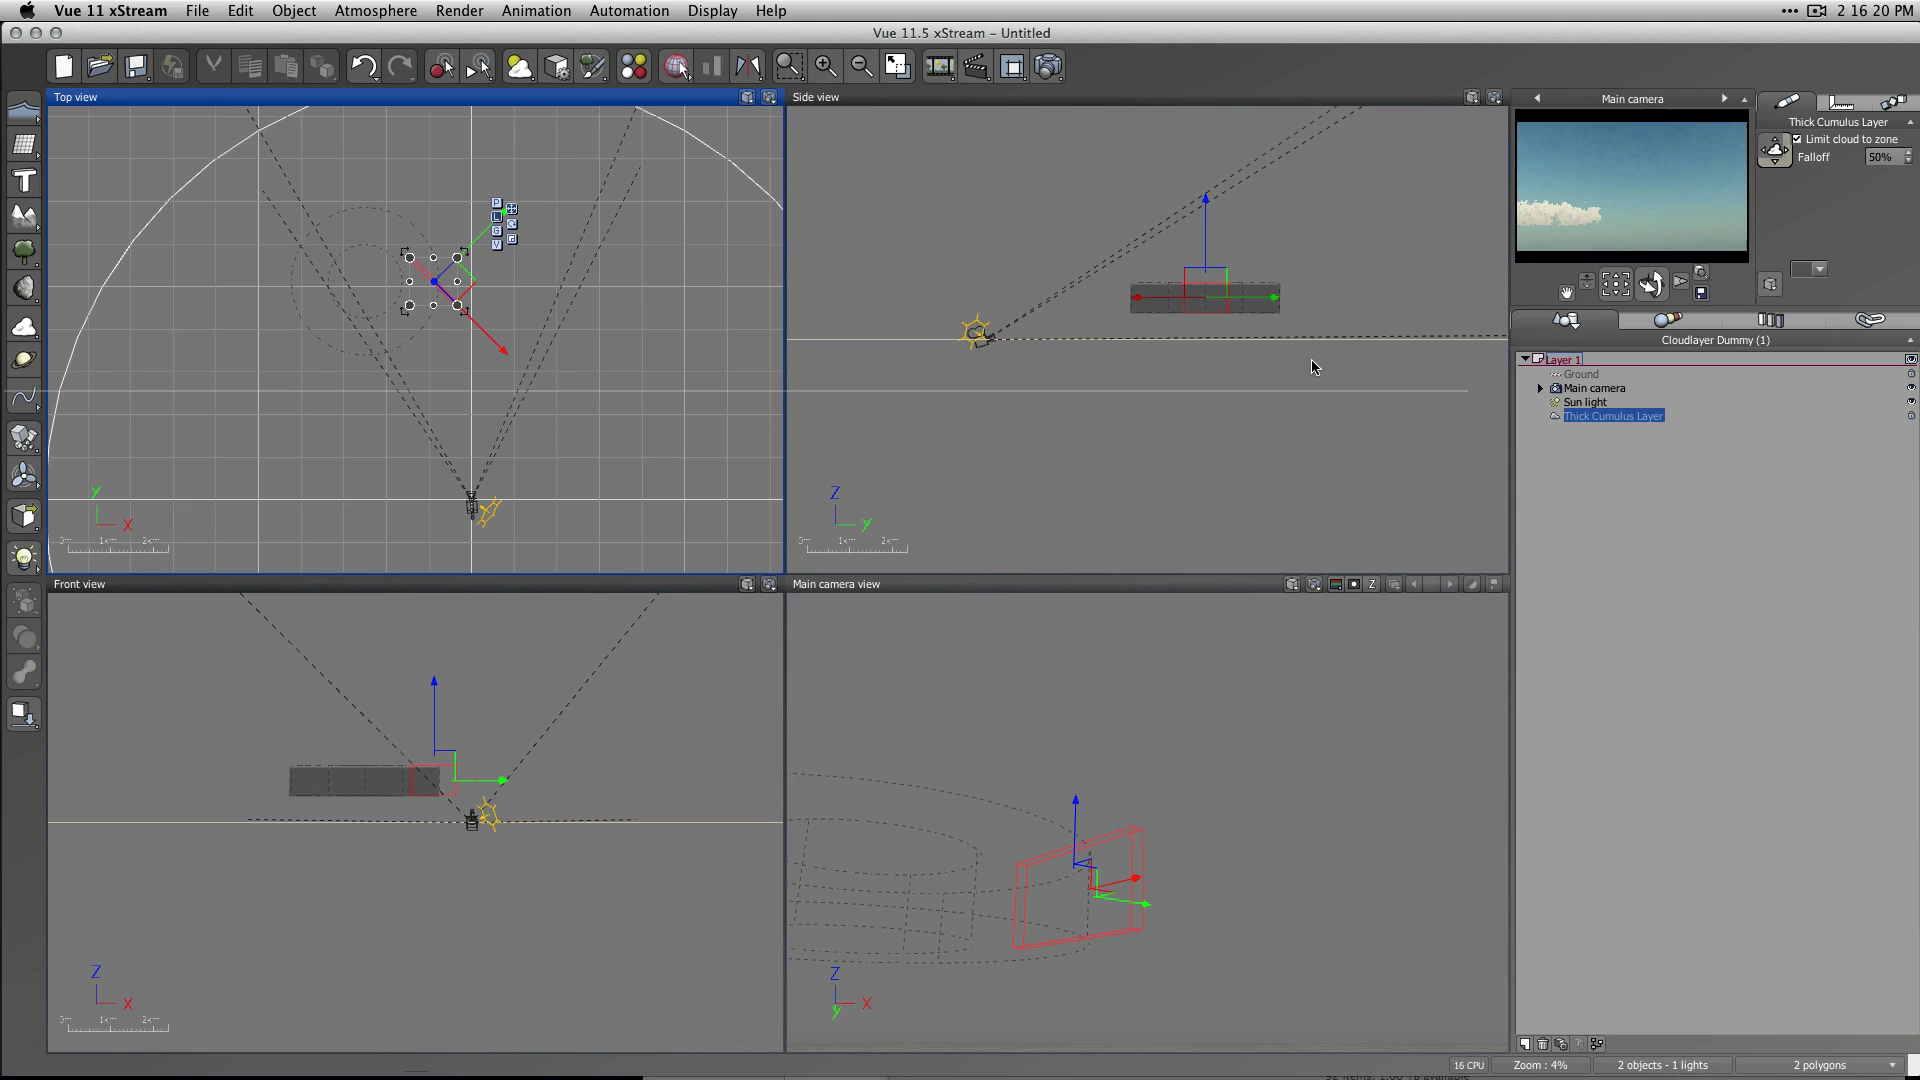 Vue 11 xStream File Edit Object Atmosphere Render Animation Automation Display Help 2 16 20 PM
Vue 11.5 xStream – Untitled
Top view
Side view
Main camera
Thick Cumulus Layer
Limit cloud to zone
Falloff 50%
P
L
G
V
Cloudlayer Dummy (1)
Layer 1
Ground
Main camera
Sun light
Thick Cumulus Layer
y
X
Z
y
Front view
Main camera view
Z
Z
X
Z
X
y
16 CPU
Zoom : 4%
2 objects - 1 lights
2 polygons